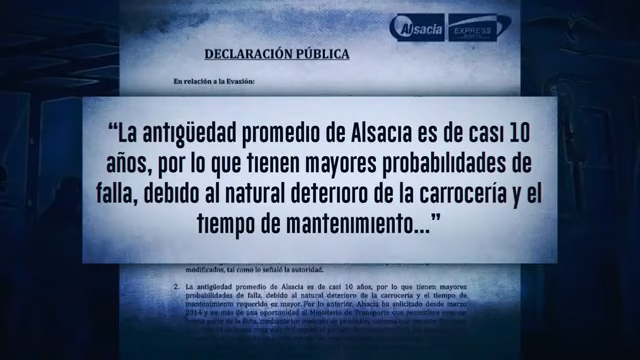 Alsacia EXPRESS
DECLARACIÓN PÚBLICA
En relación a la Evasión:
“La antigüedad promedio de Alsacia es de casi 10
años, por lo que tienen mayores probabilidades de
falla, debido al natural deterioro de la carrocería y el
tiempo de mantenimiento...”
modificados, tal como lo señaló la autoridad.
2. La antigüedad promedio de Alsacia es de casi 10 años, por lo que tienen mayores
probabilidades de falla, debido al natural deterioro de la carrocería y el tiempo de
mantenimiento requerido es mayor. Por lo anterior, Alsacia ha solicitado desde marzo
2014 y en más de una oportunidad al Ministerio de Transporte que